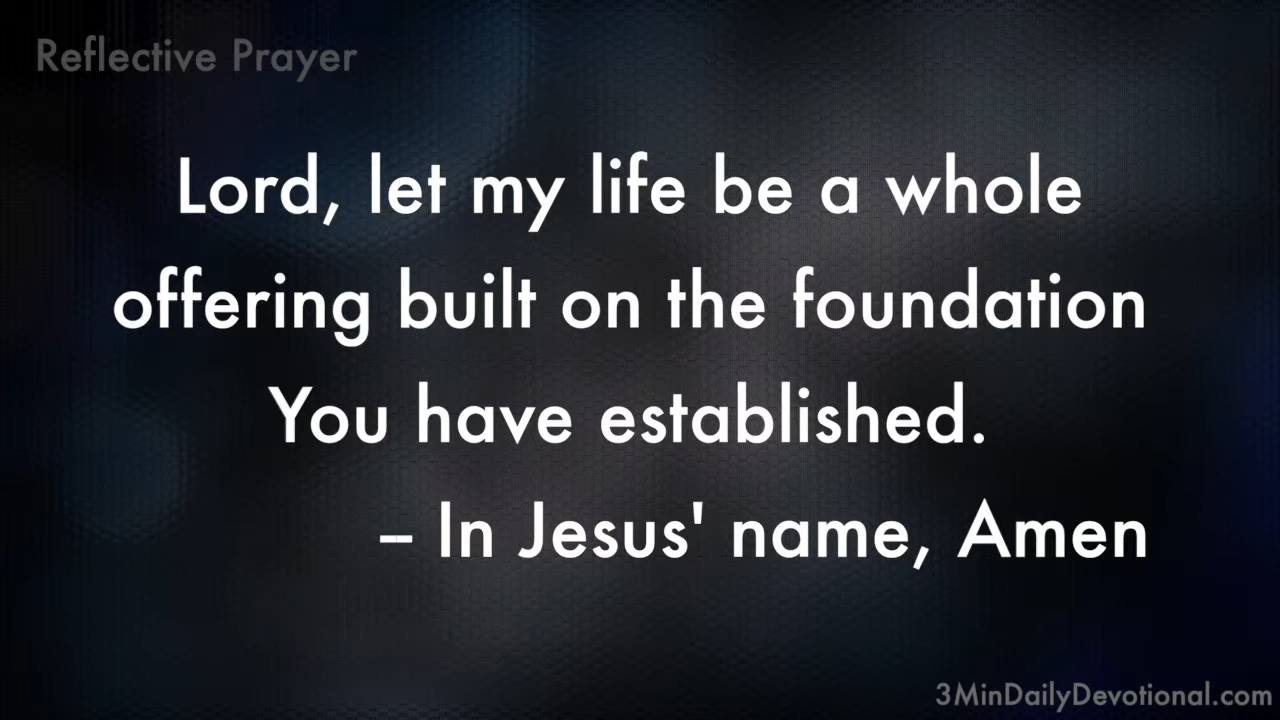 Reflective Prayer
Lord, let my life be a whole
offering built on the foundation
You have established.
– In Jesus' name, Amen
3MinDailyDevotional.com